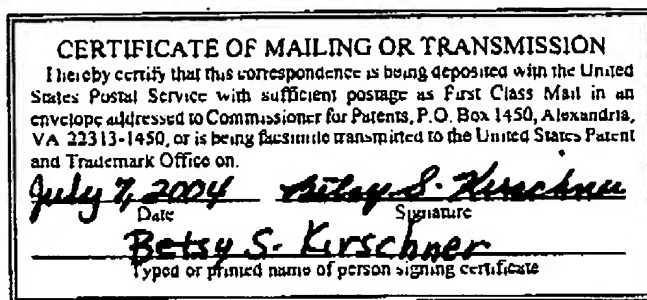 CERTIFICATE OF MAILING OR TRANSMISSION
I hereby certify that this correspondence is being deposited with the United
States Postal Service with sufficient postage as First Class Mail in an
envelope addressed to Commissioner for Patents, P.O. Box 1450, Alexandria,
VA 22313-1450, or is being facsimile transmitted to the United States Patent
and Trademark Office on.
July 7, 2004 Betsy S. Kirschner
Date Signature
Betsy S. Kirschner
Typed or printed name of person signing certificate